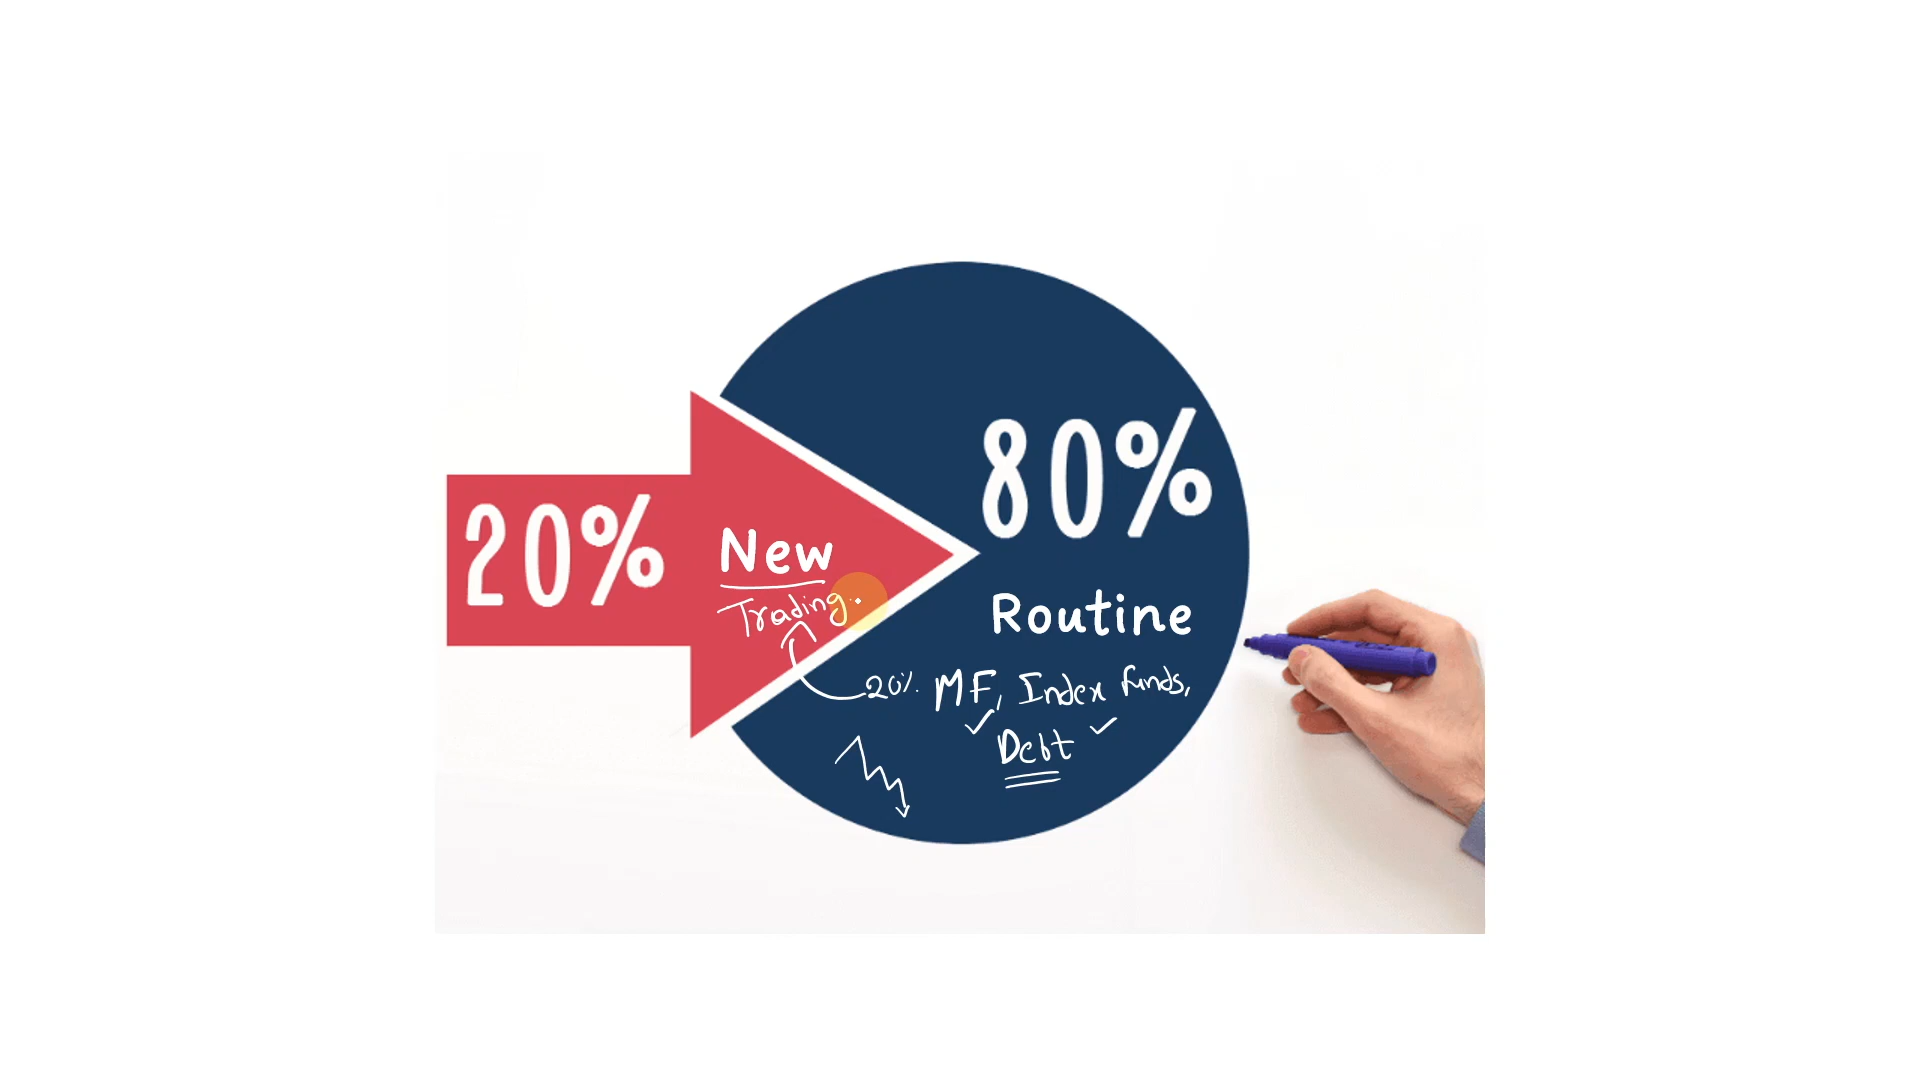 20%
New
Trading.
80%
Routine
20%. MF, Index funds,
Debt